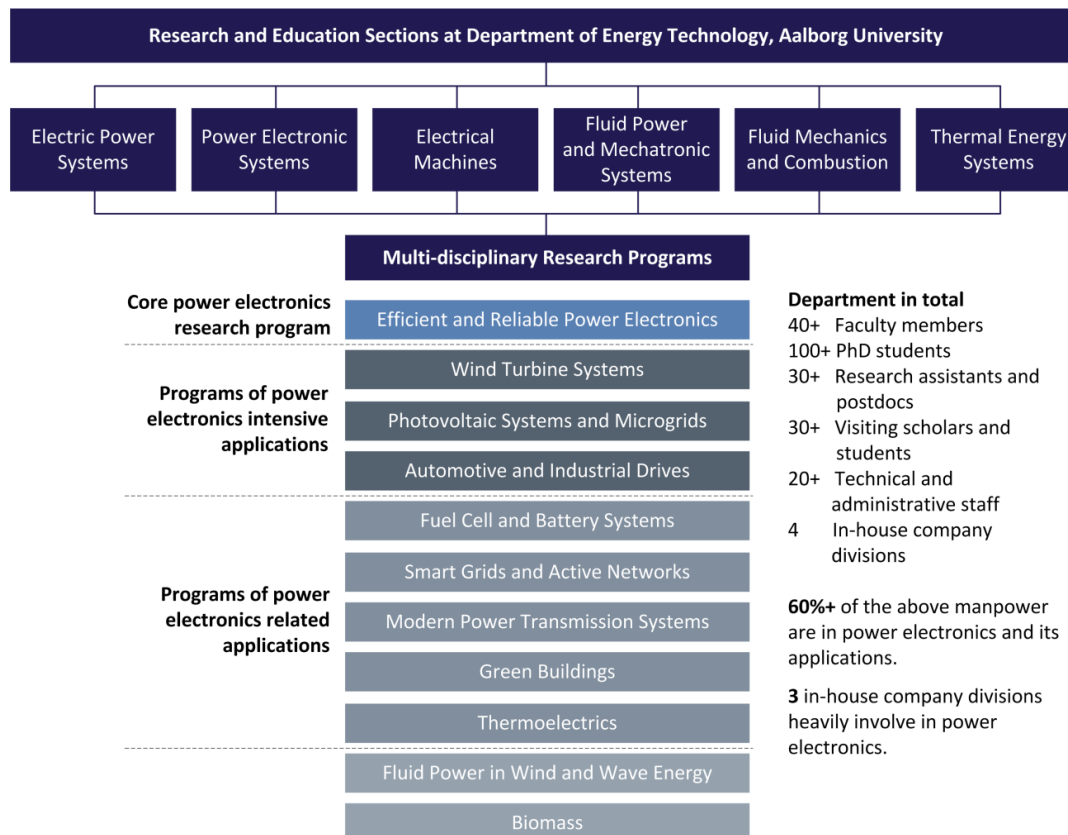 Research and Education Sections at Department of Energy Technology, Aalborg University
Electric Power
Systems
Power Electronic
Systems
Electrical
Machines
Fluid Power
and Mechatronic
Systems
Fluid Mechanics
and Combustion
Thermal Energy
Systems
Multi-disciplinary Research Programs
Core power electronics
research program
Efficient and Reliable Power Electronics
Programs of power
electronics intensive
applications
Wind Turbine Systems
Photovoltaic Systems and Microgrids
Automotive and Industrial Drives
Programs of power
electronics related
applications
Fuel Cell and Battery Systems
Smart Grids and Active Networks
Modern Power Transmission Systems
Green Buildings
Thermoelectrics
Fluid Power in Wind and Wave Energy
Biomass
Department in total
40+ Faculty members
100+ PhD students
30+ Research assistants and
postdocs
30+ Visiting scholars and
students
20+ Technical and
administrative staff
4 In-house company
divisions
60%+ of the above manpower
are in power electronics and its
applications.
3 in-house company divisions
heavily involve in power
electronics.